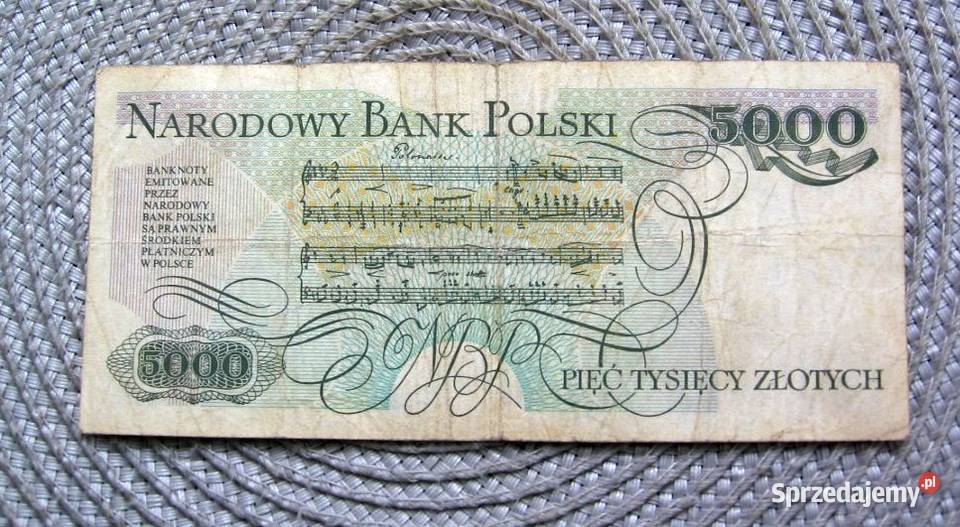 NARODOWY BANK POLSKI
5000
Polonaise.
BANKNOTY
EMITOWANE
PRZEZ
NARODOWY
BANK POLSKI
SĄ PRAWNYM
ŚRODKIEM
PŁATNICZYM
W POLSCE
NBP
5000
PIĘĆ TYSIĘCY ZŁOTYCH
Sprzedajemy.pl